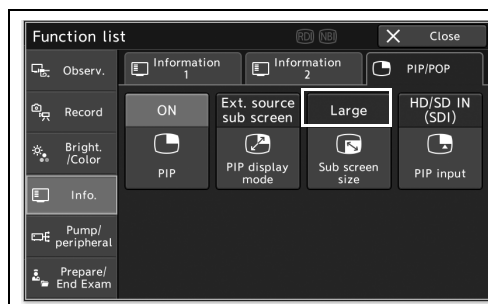 Function list
RDI NBI
X Close
Observ.
Record
Bright.
/Color
Info.
Pump/
peripheral
Prepare/
End Exam
Information
1
Information
2
PIP/POP
ON
PIP
Ext. source
sub screen
PIP display
mode
Large
Sub screen
size
HD/SD IN
(SDI)
PIP input